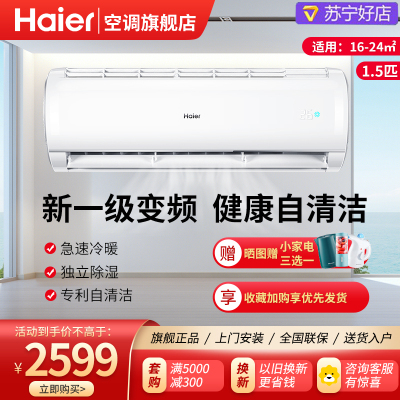 Haier 空调旗舰店
苏宁好店
适用：16-24㎡
1.5匹
Haier
新一级变频 健康自清洁
急速冷暖
独立除湿
专利自清洁
赠 晒图赠 小家电三选一
享 收藏加购享优先发货
活动到手价不高于：
¥2599
立即购买>
旗舰正品 / 上门安装 / 全国联保 / 送货入户
套购 满5000减300
换新 以旧换新更省钱
咨询客服有惊喜